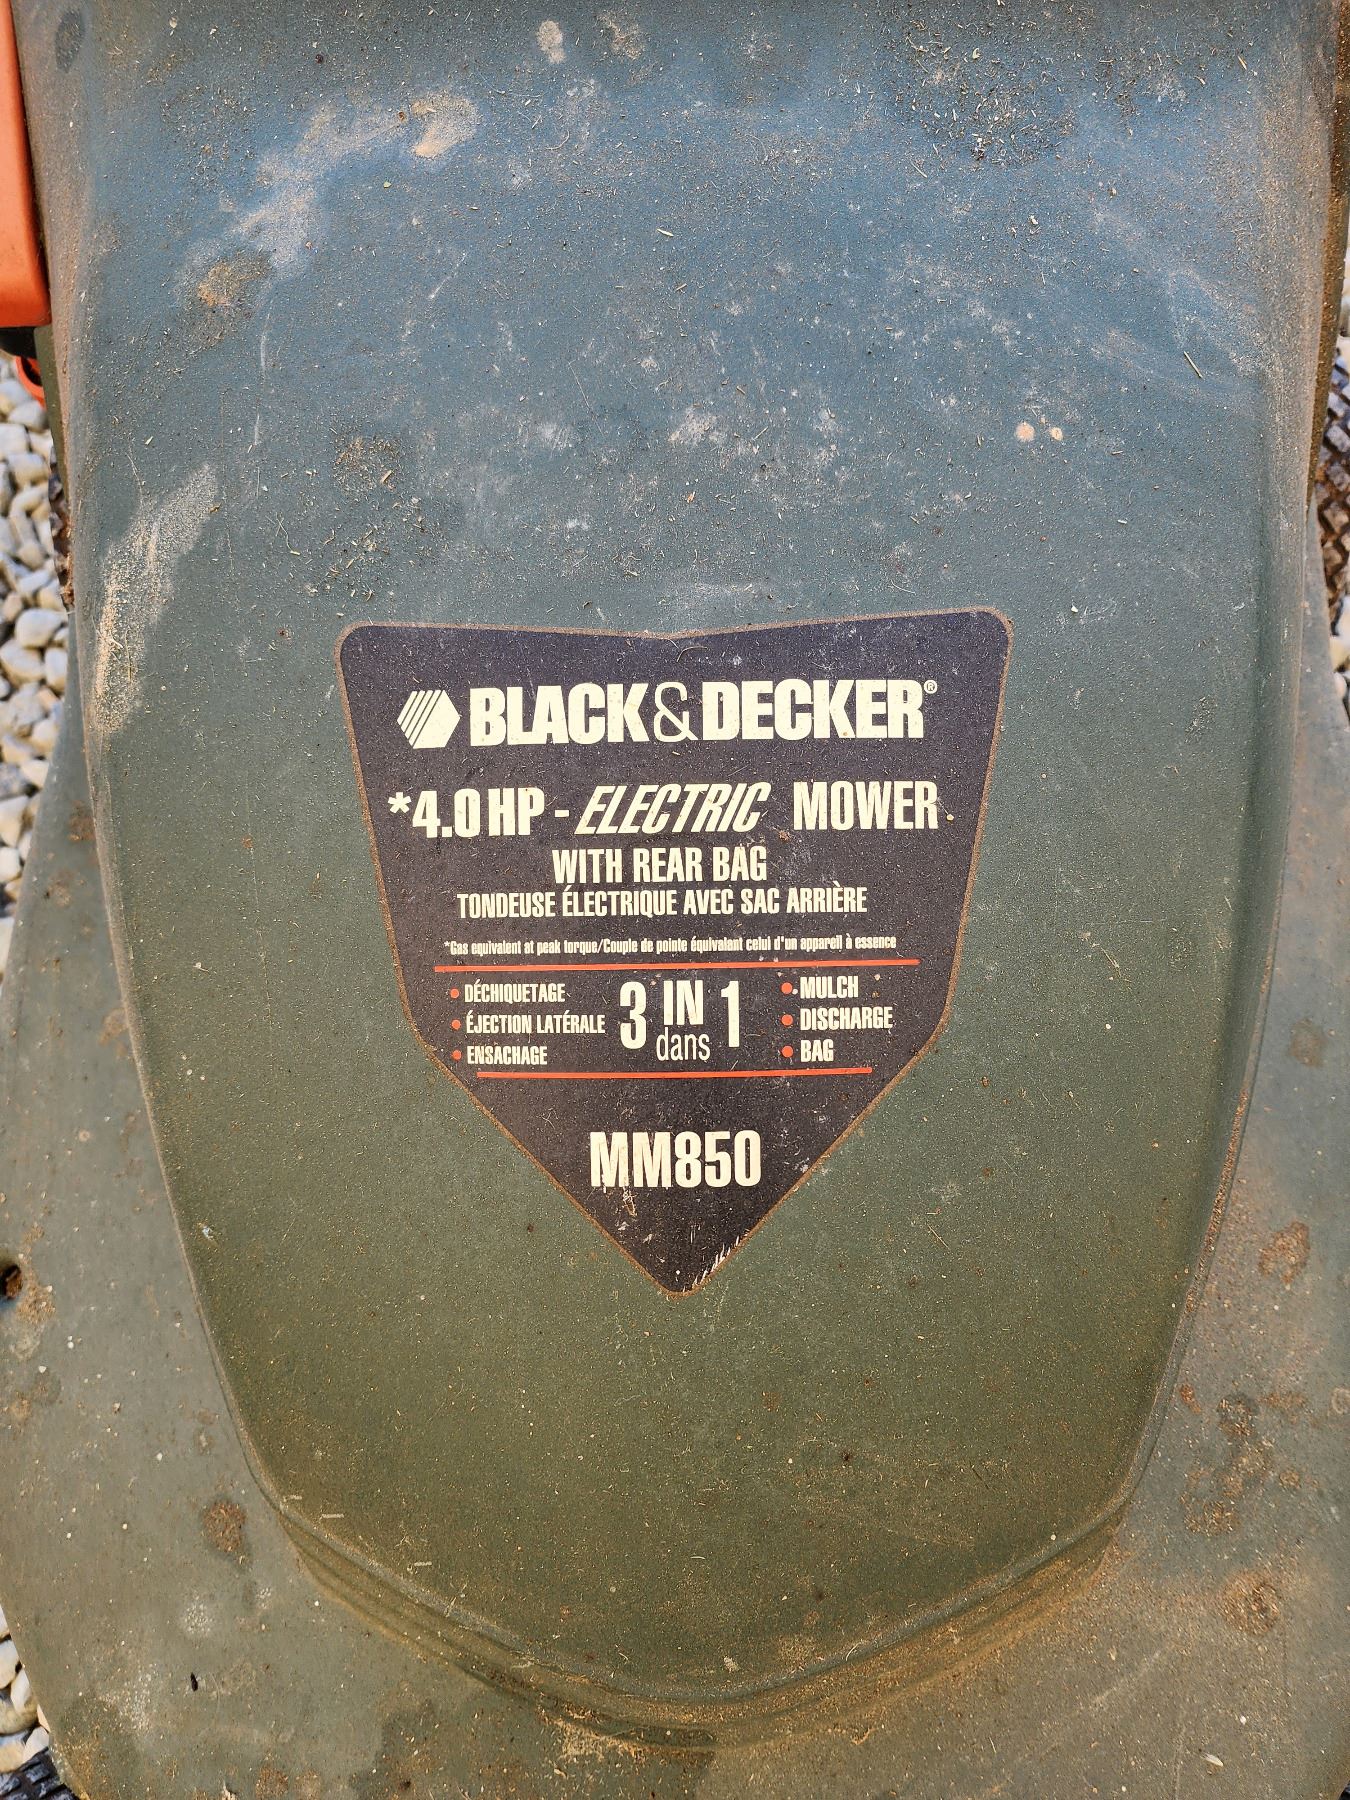 BLACK&DECKER®
*4.0HP - ELECTRIC MOWER
WITH REAR BAG
TONDEUSE ÉLECTRIQUE AVEC SAC ARRIÈRE
*Gas equivalent at peak torque/Couple de pointe équivalant celui d'un appareil à essence
• DÉCHIQUETAGE
• ÉJECTION LATÉRALE
• ENSACHAGE
3 IN 1
dans
• MULCH
• DISCHARGE
• BAG
MM850